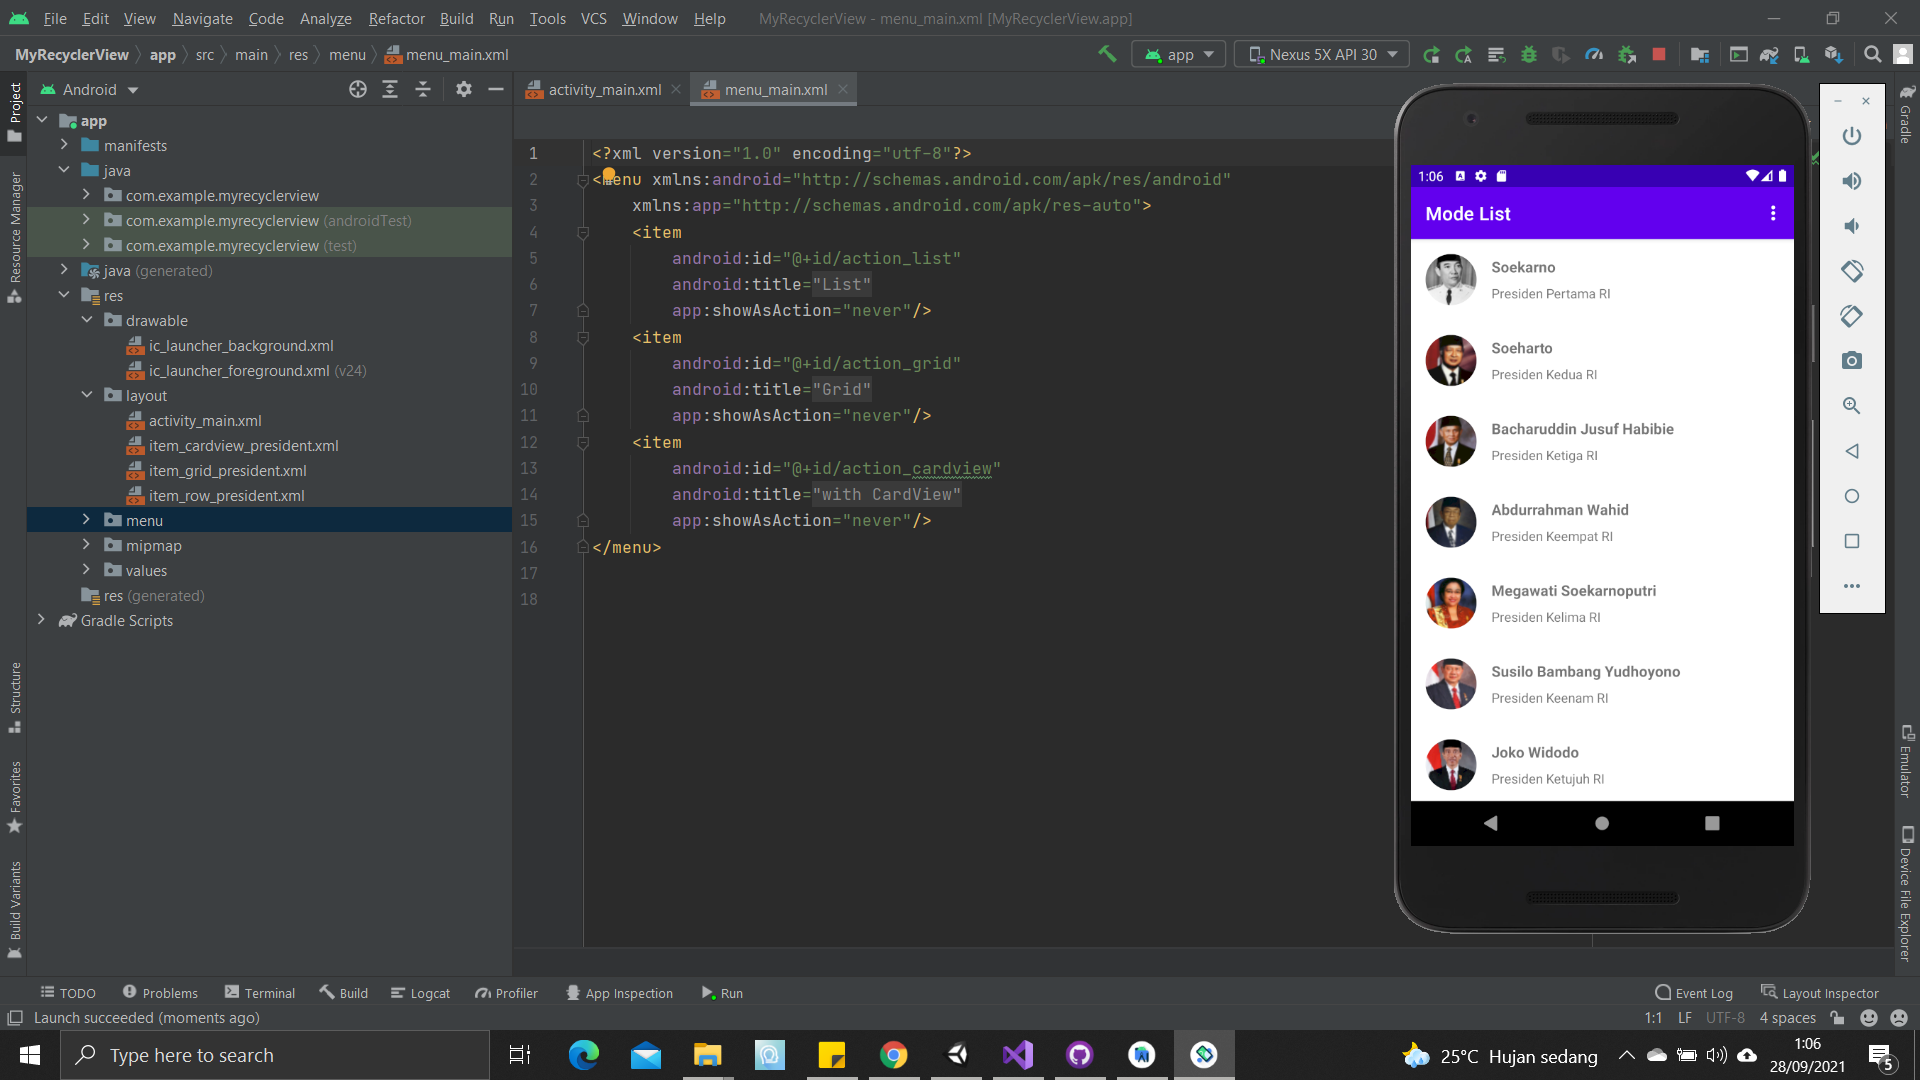 File Edit View Navigate Code Analyze Refactor Build Run Tools VCS Window Help MyRecyclerView - menu_main.xml [MyRecyclerView.app]
MyRecyclerView app src main res menu menu_main.xml app Nexus 5X API 30
Android activity_main.xml menu_main.xml
Project
Resource Manager
Structure
Favorites
Build Variants
app
manifests
java
com.example.myrecyclerview
com.example.myrecyclerview (androidTest)
com.example.myrecyclerview (test)
java (generated)
res
drawable
ic_launcher_background.xml
ic_launcher_foreground.xml (v24)
layout
activity_main.xml
item_cardview_president.xml
item_grid_president.xml
item_row_president.xml
menu
mipmap
values
res (generated)
Gradle Scripts
1 <?xml version="1.0" encoding="utf-8"?>
2 <menu xmlns:android="http://schemas.android.com/apk/res/android"
3 xmlns:app="http://schemas.android.com/apk/res-auto">
4 <item
5 android:id="@+id/action_list"
6 android:title="List"
7 app:showAsAction="never"/>
8 <item
9 android:id="@+id/action_grid"
10 android:title="Grid"
11 app:showAsAction="never"/>
12 <item
13 android:id="@+id/action_cardview"
14 android:title="with CardView"
15 app:showAsAction="never"/>
16 </menu>
17
18
1:06
Mode List
Soekarno
Presiden Pertama RI
Soeharto
Presiden Kedua RI
Bacharuddin Jusuf Habibie
Presiden Ketiga RI
Abdurrahman Wahid
Presiden Keempat RI
Megawati Soekarnoputri
Presiden Kelima RI
Susilo Bambang Yudhoyono
Presiden Keenam RI
Joko Widodo
Presiden Ketujuh RI
Gradle
Emulator
Device File Explorer
TODO Problems Terminal Build Logcat Profiler App Inspection Run Event Log Layout Inspector
Launch succeeded (moments ago) 1:1 LF UTF-8 4 spaces
Type here to search 25°C Hujan sedang 1:06
28/09/2021 5